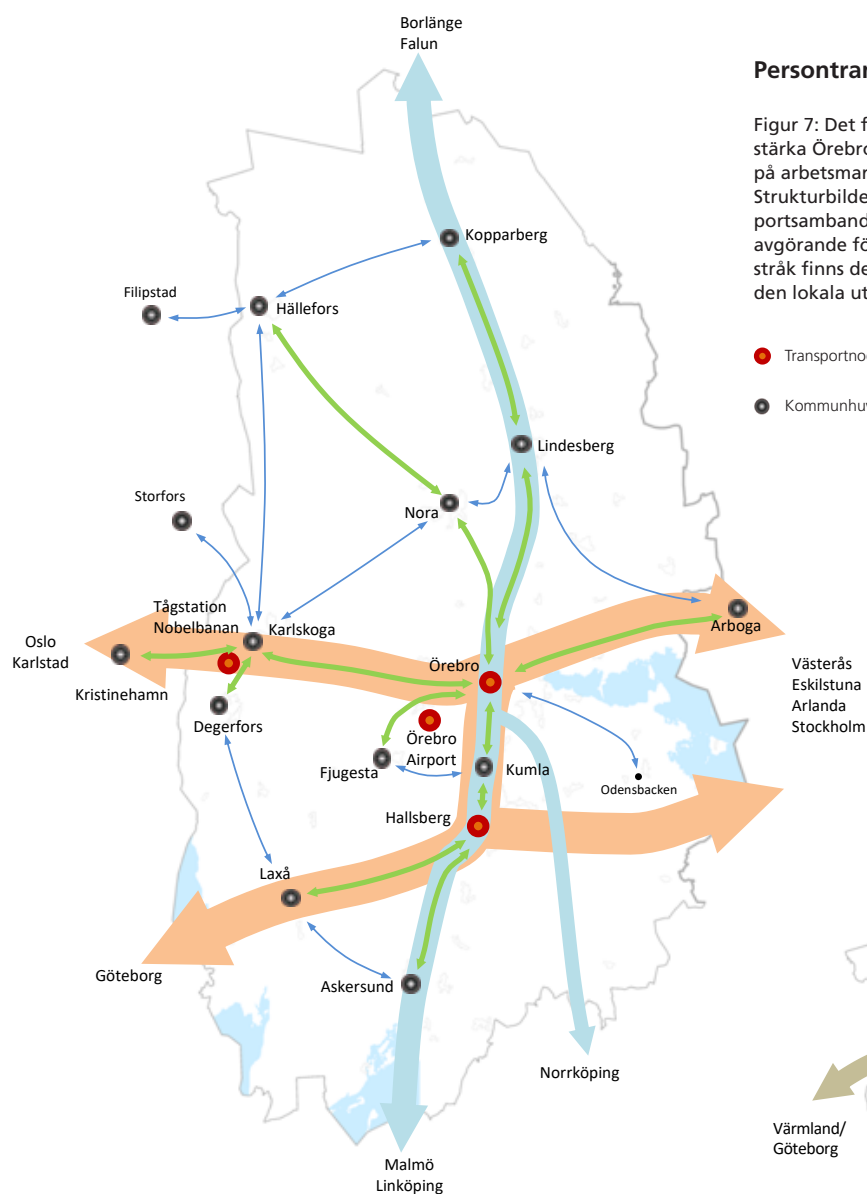 Borlänge
Falun
Persontran
Figur 7: Det f
stärka Örebro
på arbetsmar
Strukturbilde
portsamband
avgörande fö
stråk finns de
den lokala ut
Transportno
Kommunhuv
Kopparberg
Filipstad
Hällefors
Lindesberg
Storfors
Nora
Tågstation
Nobelbanan
Karlskoga
Arboga
Oslo
Karlstad
Kristinehamn
Örebro
Västerås
Eskilstuna
Arlanda
Stockholm
Degerfors
Örebro
Airport
Fjugesta
Kumla
Odensbacken
Hallsberg
Laxå
Göteborg
Askersund
Norrköping
Värmland/
Göteborg
Malmö
Linköping